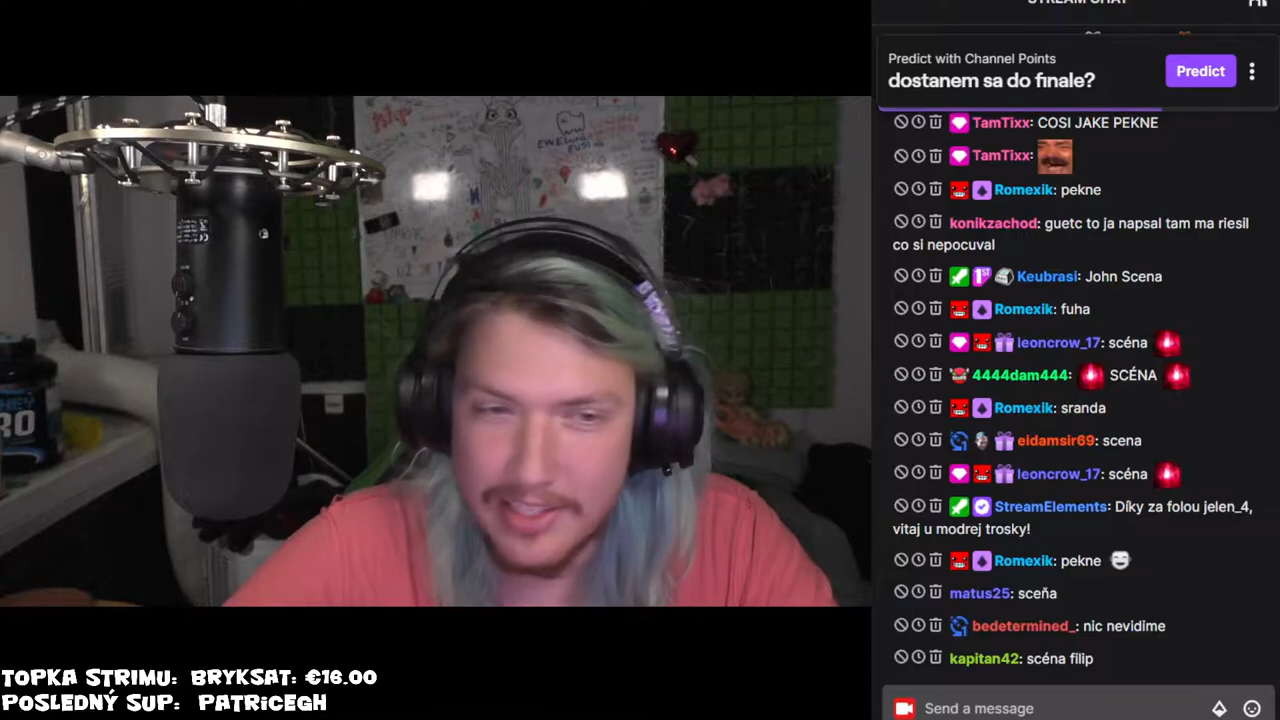 STREAM CHAT
Predict with Channel Points
dostanem sa do finale?
Predict
TamTixx: COSI JAKE PEKNE
TamTixx:
Romexik: pekne
konikzachod: guetc to ja napsal tam ma riesil
co si nepocuval
Keubrasi: John Scena
Romexik: fuha
leoncrow_17: scéna
4444dam444: SCÉNA
Romexik: sranda
eidamsir69: scena
leoncrow_17: scéna
StreamElements: Díky za folou jelen_4,
vitaj u modrej trosky!
Romexik: pekne
matus25: sceňa
bedetermined_: nic nevidime
kapitan42: scéna filip
Send a message
TOPKA STRIMU: BRYKSAT: €16.00
POSLEDNÝ SUP: PATRICEGH